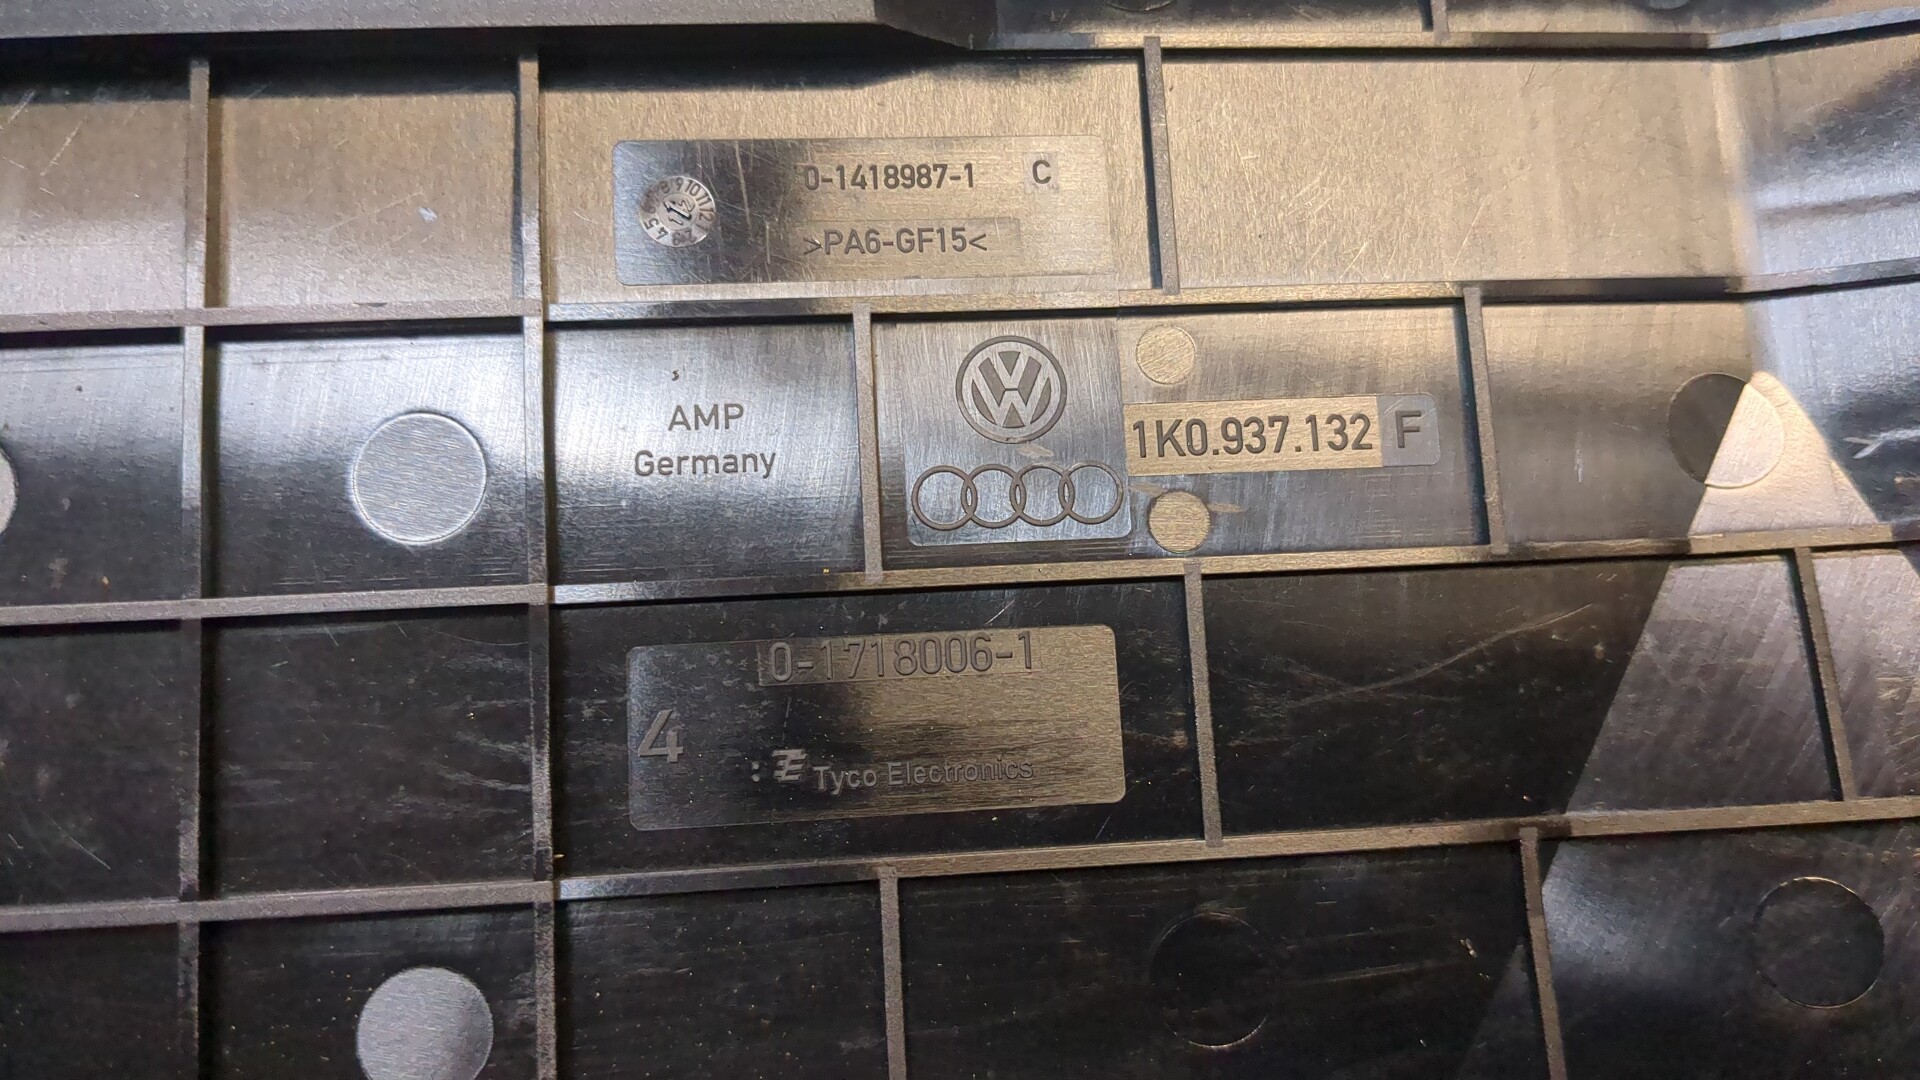 0-1418987-1 C
>PA6-GF15<
AMP
Germany
1K0.937.132 F
0-1718006-1
4
Tyco Electronics